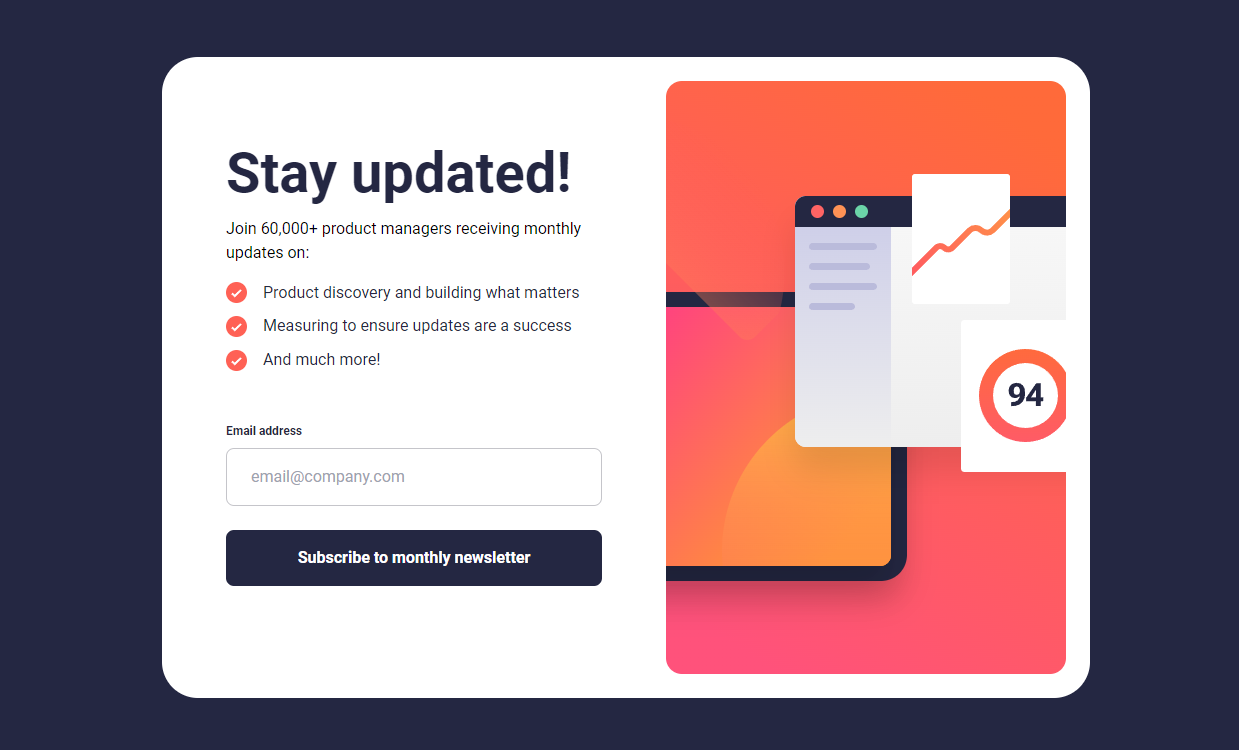 Stay updated!
Join 60,000+ product managers receiving monthly
updates on:
Product discovery and building what matters
Measuring to ensure updates are a success
And much more!
Email address
email@company.com
Subscribe to monthly newsletter
94